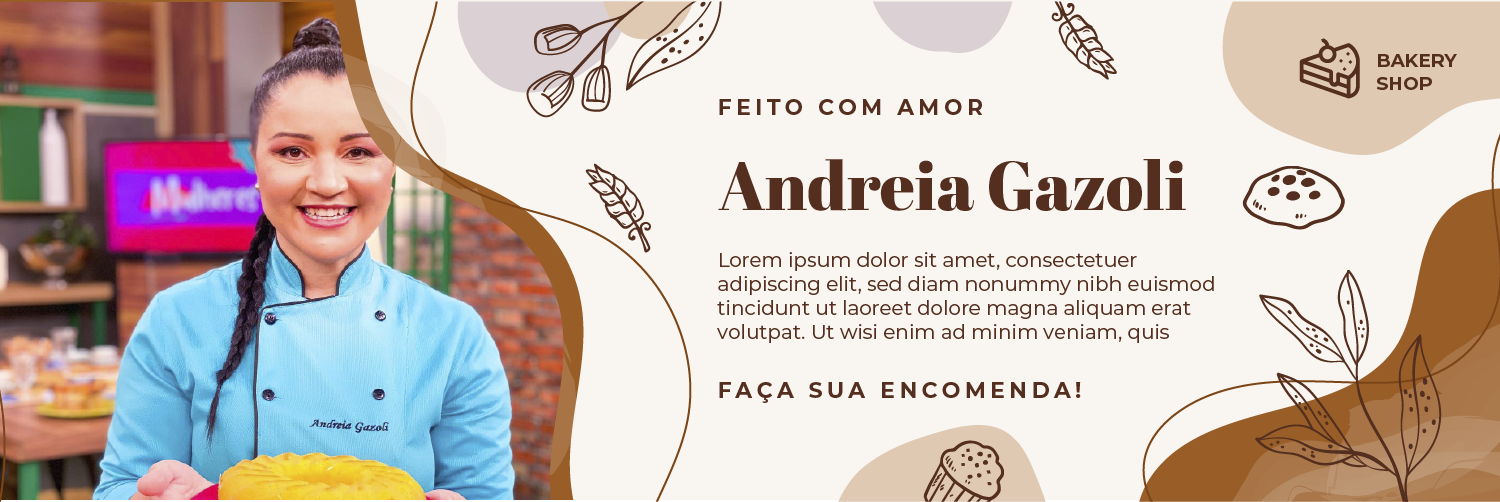 BAKERY
SHOP
FEITO COM AMOR
Andreia Gazoli
Lorem ipsum dolor sit amet, consectetuer
adipiscing elit, sed diam nonummy nibh euismod
tincidunt ut laoreet dolore magna aliquam erat
volutpat. Ut wisi enim ad minim veniam, quis
FAÇA SUA ENCOMENDA!
Mulheres
Andreia Gazoli